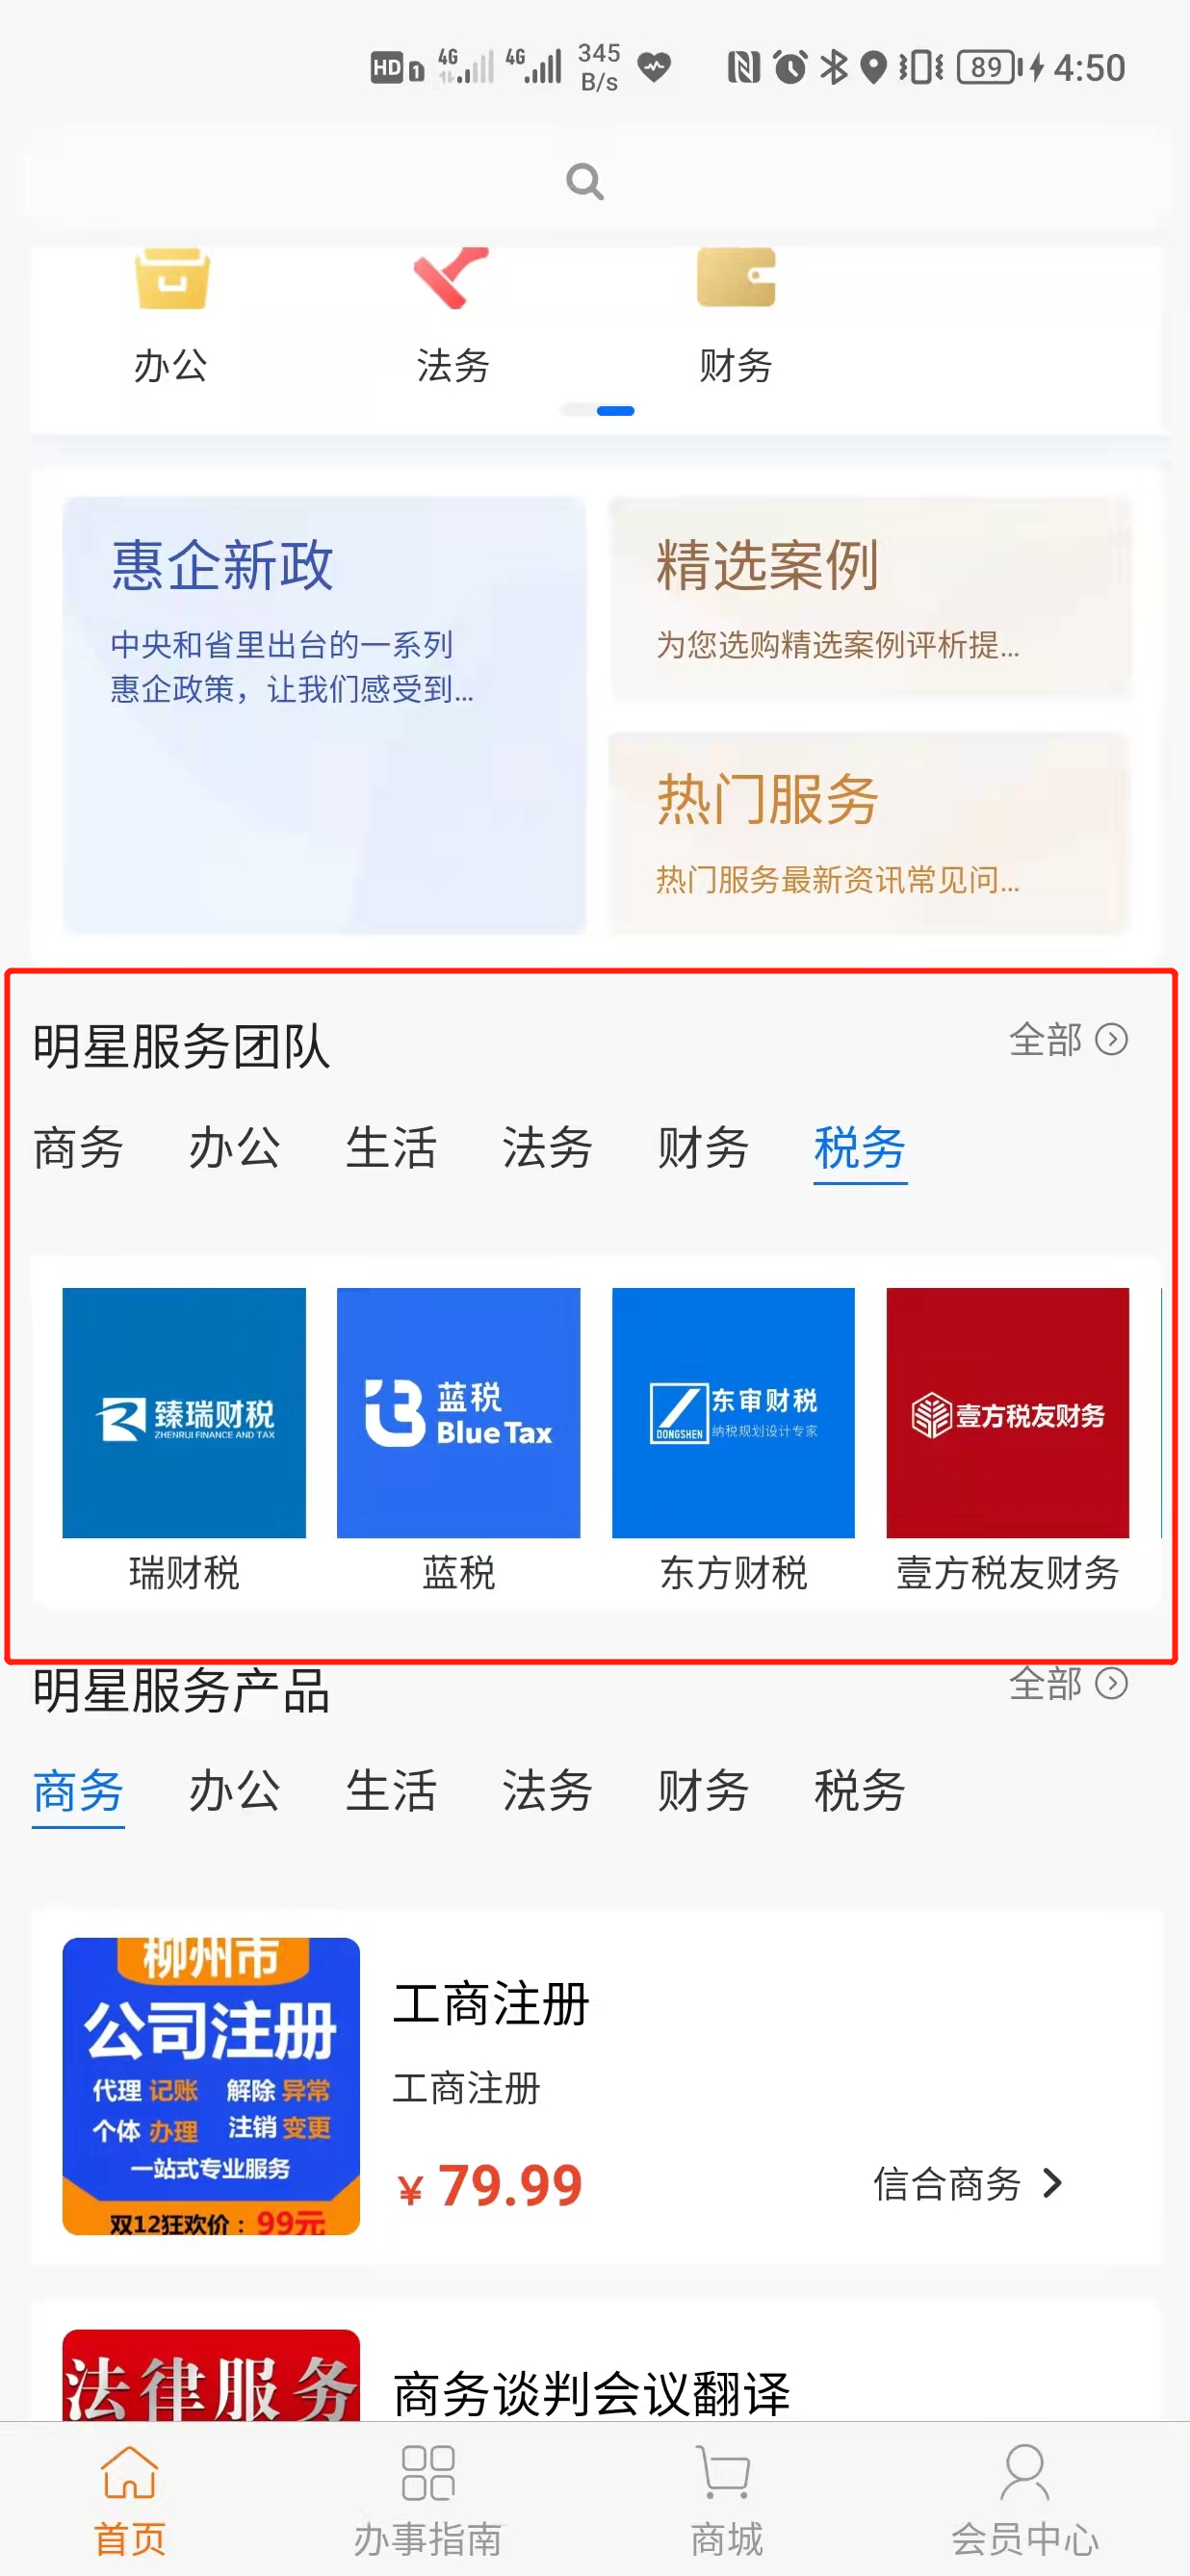 HD 1 4G 4G 345 B/s 89 4:50
办公 法务 财务
惠企新政
中央和省里出台的一系列
惠企政策，让我们感受到...
精选案例
为您选购精选案例评析提...
热门服务
热门服务最新资讯常见问...
明星服务团队 全部
商务 办公 生活 法务 财务 税务
臻瑞财税
ZHENRUI FINANCE AND TAX
蓝税
Blue Tax
东审财税
DONGSHEN 纳税规划设计专家
壹方税友财务
瑞财税 蓝税 东方财税 壹方税友财务
明星服务产品 全部
商务 办公 生活 法务 财务 税务
柳州市
公司注册
代理 记账 解除 异常
个体 办理 注销 变更
一站式专业服务
双12狂欢价：99元
工商注册
工商注册
¥ 79.99 信合商务
法律服务
商务谈判会议翻译
首页 办事指南 商城 会员中心